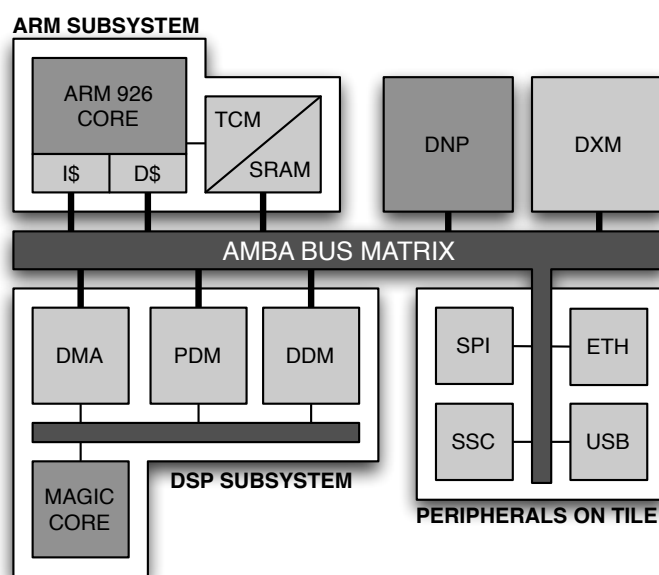 ARM SUBSYSTEM
ARM 926
CORE
I$
D$
TCM
SRAM
DNP
DXM
AMBA BUS MATRIX
DMA
PDM
DDM
SPI
ETH
SSC
USB
MAGIC
CORE
DSP SUBSYSTEM
PERIPHERALS ON TILE